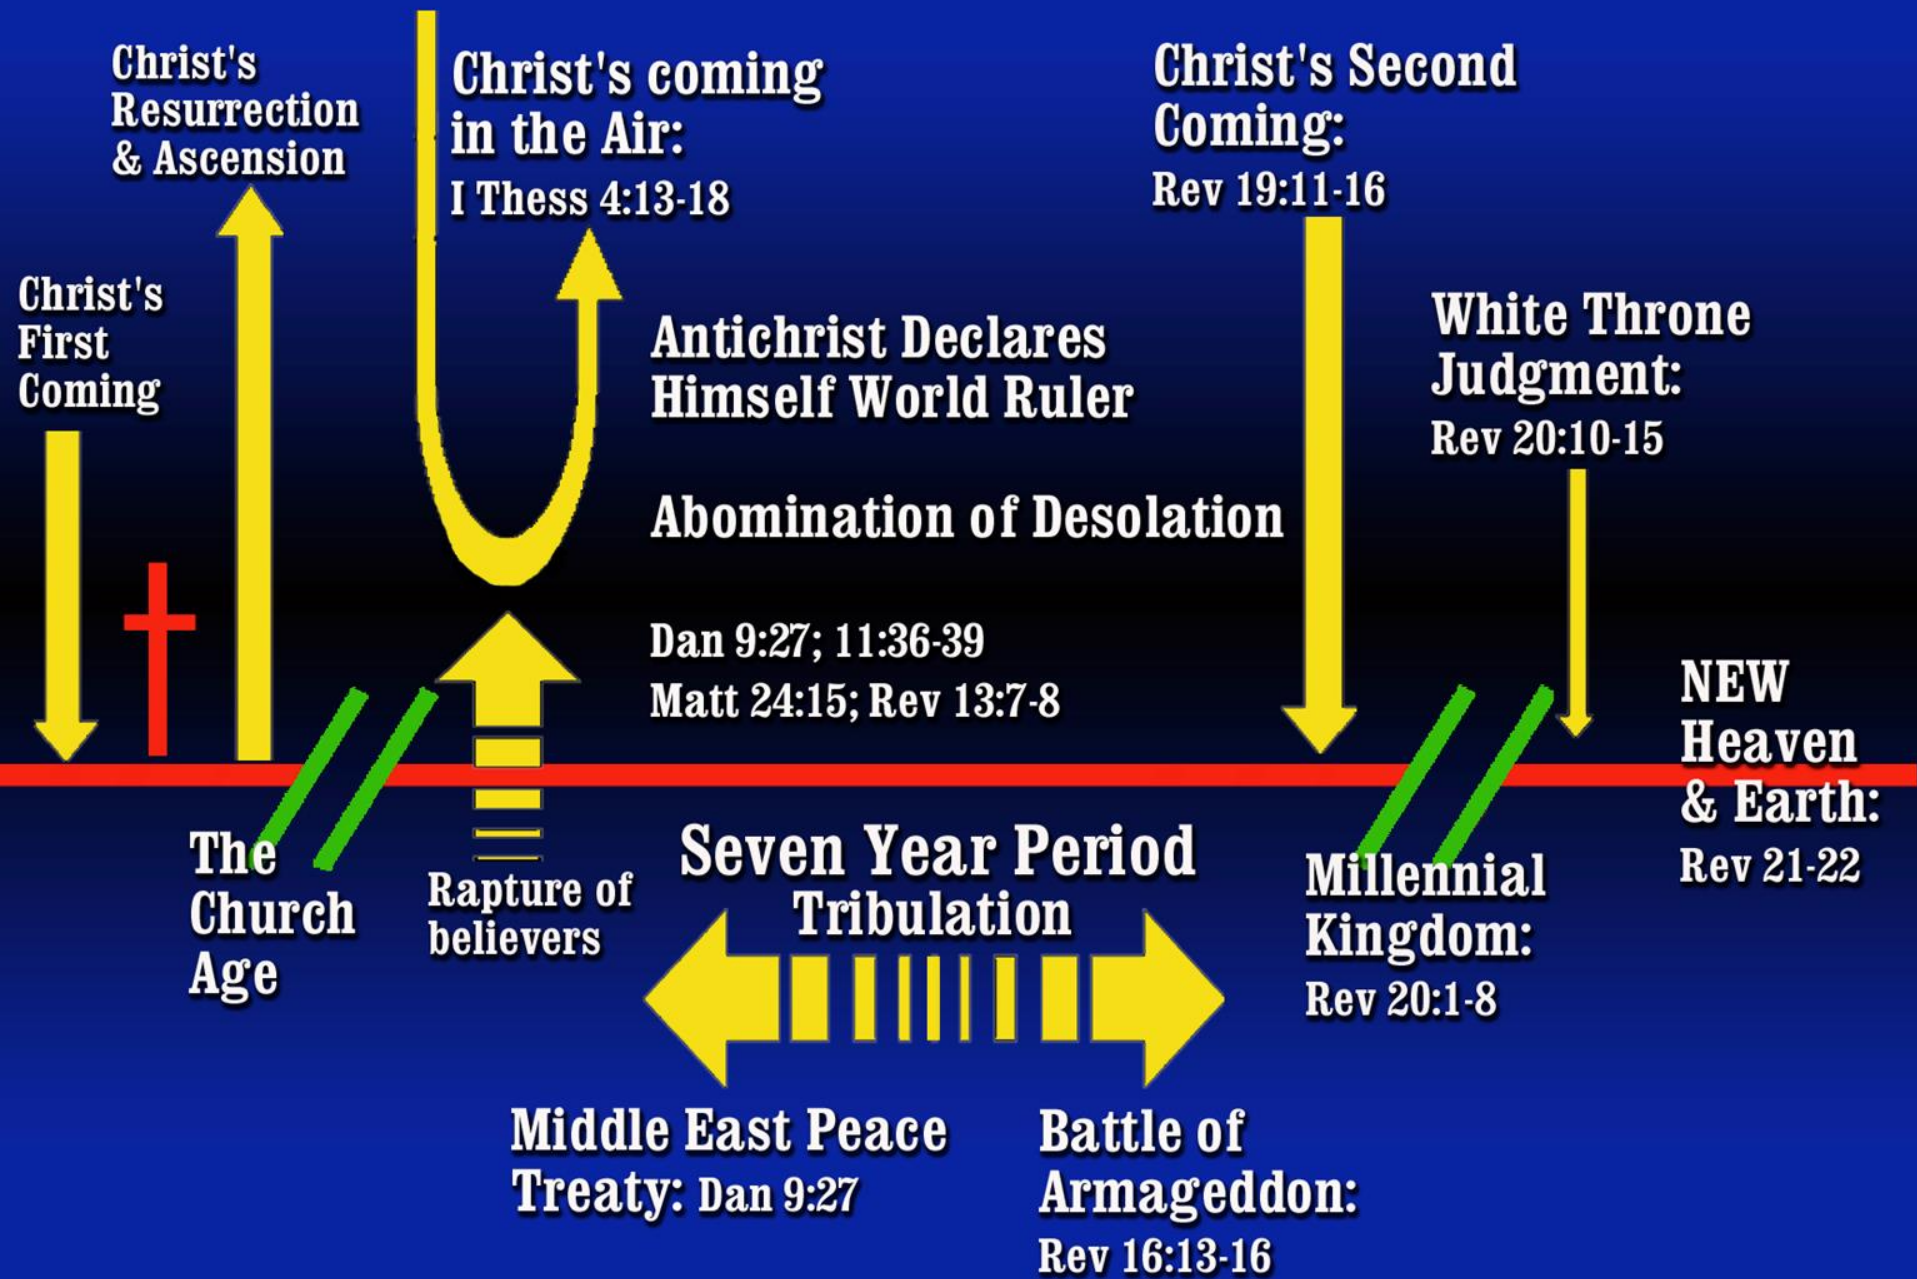 Christ's
Resurrection
& Ascension
Christ's coming
in the Air:
I Thess 4:13-18
Christ's Second
Coming:
Rev 19:11-16
Christ's
First
Coming
Antichrist Declares
Himself World Ruler
White Throne
Judgment:
Rev 20:10-15
Abomination of Desolation
Dan 9:27; 11:36-39
Matt 24:15; Rev 13:7-8
NEW
Heaven
& Earth:
Rev 21-22
The
Church
Age
Rapture of
believers
Seven Year Period
Tribulation
Millennial
Kingdom:
Rev 20:1-8
Middle East Peace
Treaty: Dan 9:27
Battle of
Armageddon:
Rev 16:13-16